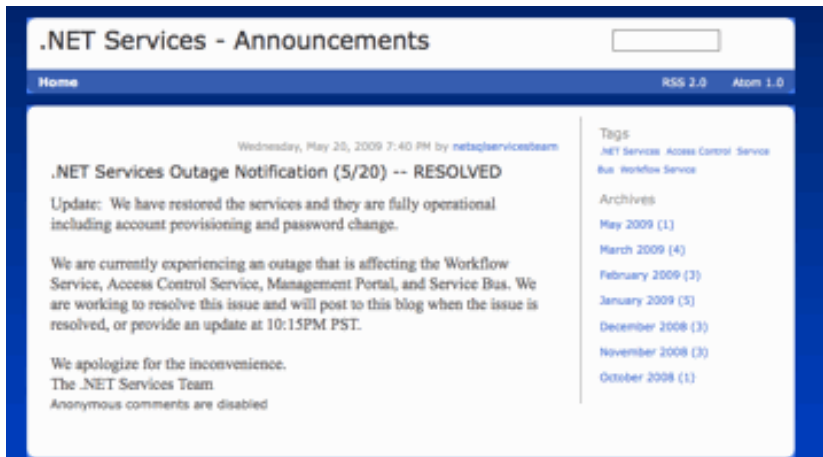 .NET Services - Announcements
Home
RSS 2.0 Atom 1.0
Wednesday, May 20, 2009 7:40 PM by netsqlservicesteam
.NET Services Outage Notification (5/20) -- RESOLVED
Update:  We have restored the services and they are fully operational
including account provisioning and password change.
We are currently experiencing an outage that is affecting the Workflow
Service, Access Control Service, Management Portal, and Service Bus. We
are working to resolve this issue and will post to this blog when the issue is
resolved, or provide an update at 10:15PM PST.
We apologize for the inconvenience.
The .NET Services Team
Anonymous comments are disabled
Tags
.NET Services Access Control Service
Bus Workflow Service
Archives
May 2009 (1)
March 2009 (4)
February 2009 (3)
January 2009 (5)
December 2008 (3)
November 2008 (3)
October 2008 (1)